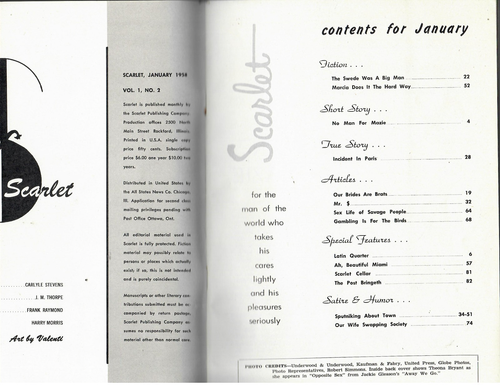 Scarlet
CARLYLE STEVENS
J. M. THORPE
FRANK RAYMOND
HARRY MORRIS
Art by Valenti
SCARLET, JANUARY 1958
VOL. 1, NO. 2
Scarlet is published monthly by
the Scarlet Publishing Company.
Production offices 2500 North
Main Street Rockford, Illinois.
Printed in U.S.A. single copy
price fifty cents. Subscription
price $6.00 one year $10.00 two
years.
Distributed in United States by
the All States News Co. Chicago,
Ill. Application for second class
mailing privileges pending with
Post Office Ottawa, Ont.
All editorial material used in
Scarlet is fully protected. Fiction
material may possibly relate to
persons or places which actually
exist; if so, this is not intended
and is purely coincidental.
Manuscripts or other literary con-
tributions submitted must be ac-
companied by return postage.
Scarlet Publishing Company as-
sumes no responsibility for such
material other than normal care.
Scarlet
for the
man of the
world who
takes
his
cares
lightly
and his
pleasures
seriously
contents for January
Fiction . . .
The Swede Was A Big Man 22
Marcia Does It The Hard Way 52
Short Story . . .
No Man For Mazie 4
True Story . . .
Incident In Paris 28
Articles . . .
Our Brides Are Brats 19
Mr. $ 32
Sex Life of Savage People 64
Gambling Is For The Birds 68
Special Features . . .
Latin Quarter 6
Ah, Beautiful Miami 57
Scarlet Cellar 81
The Post Bringeth 82
Satire & Humor . . .
Sputniking About Town 34-51
Our Wife Swapping Society 74
PHOTO CREDITS—Underwood & Underwood, Kaufman & Fabry, United Press, Globe Photos,
Photo Representatives, Robert Simmons. Inside back cover shows Theona Bryant as
she appears in "Opposite Sex" from Jackie Gleason's "Away We Go."